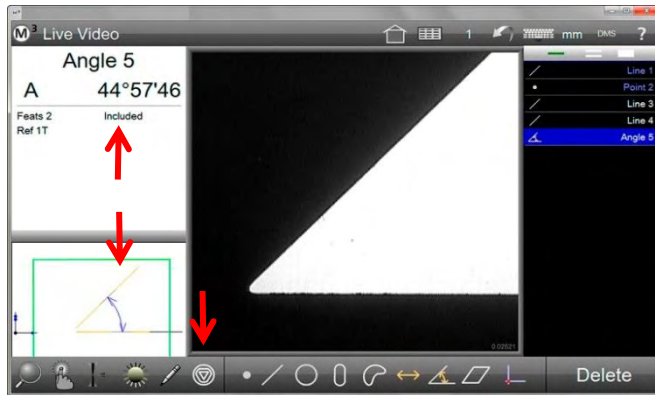 M3 Live Video
1 mm DMS ?
Angle 5
A 44°57'46
Feats 2 Included
Ref 1T
Line 1
Point 2
Line 3
Line 4
Angle 5
0.02521
Delete